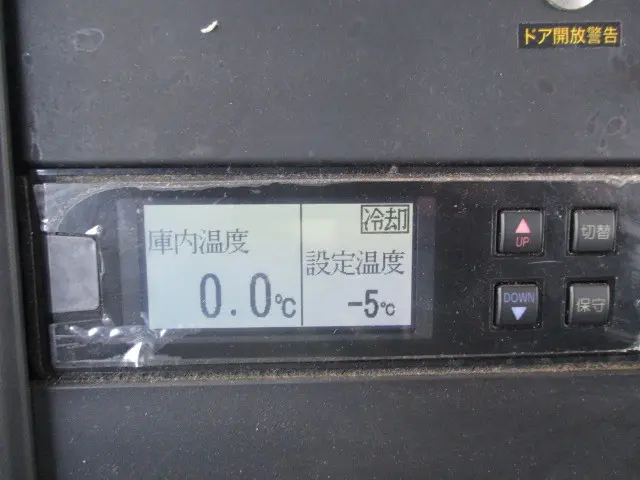 ドア開放警告
冷却
庫内温度
設定温度
0.0℃
-5℃
UP
切替
DOWN
保守